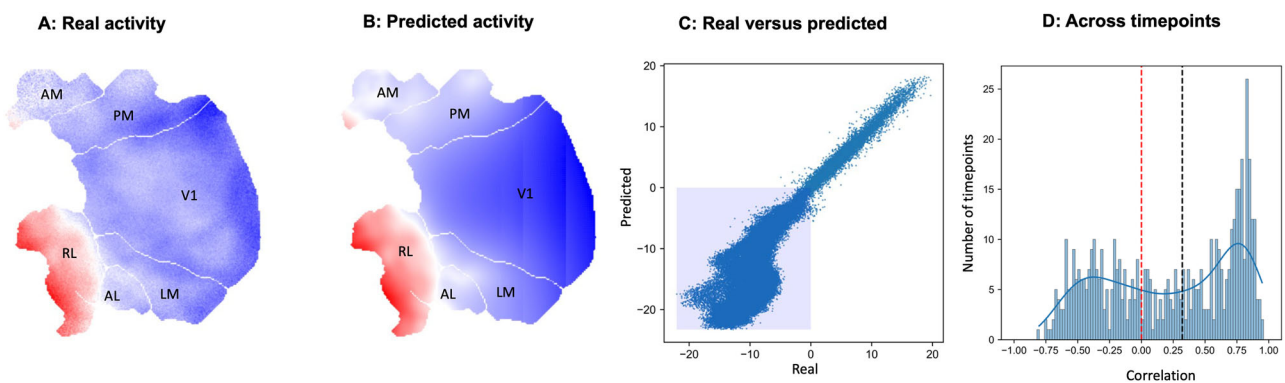 A: Real activity
B: Predicted activity
C: Real versus predicted
D: Across timepoints
AM
PM
V1
RL
AL
LM
AM
PM
V1
RL
AL
LM
Predicted
20
10
0
−10
−20
−20
−10
0
10
20
Real
Number of timepoints
25
20
15
10
5
0
−1.00
−0.75
−0.50
−0.25
0.00
0.25
0.50
0.75
1.00
Correlation